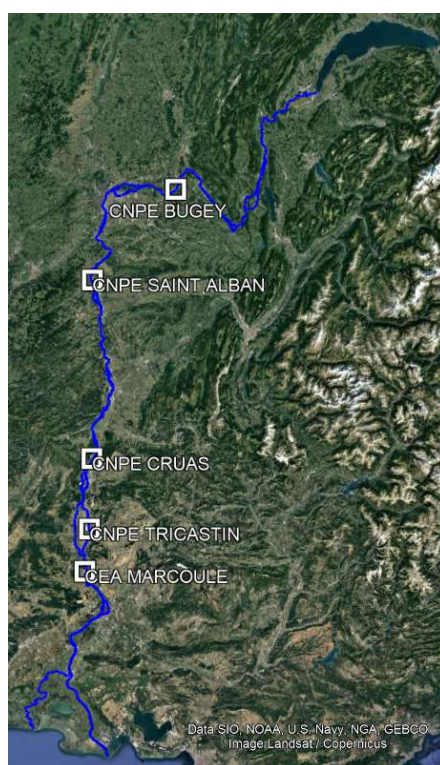 CNPE BUGEY
CNPE SAINT ALBAN
CNPE CRUAS
CNPE TRICASTIN
CEA MARCOULE
Data SIO, NOAA, U.S. Navy, NGA, GEBCO
Image Landsat / Copernicus